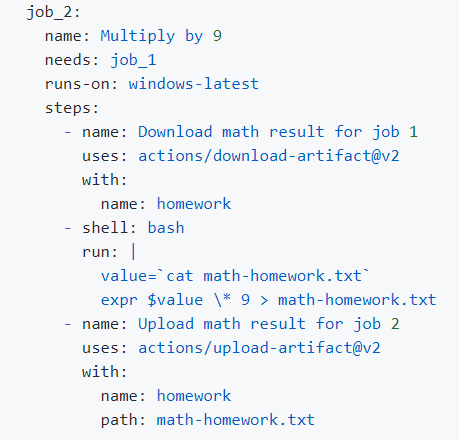 job_2:
name: Multiply by 9
needs: job_1
runs-on: windows-latest
steps:
- name: Download math result for job 1
uses: actions/download-artifact@v2
with:
name: homework
- shell: bash
run: |
value=`cat math-homework.txt`
expr $value \* 9 > math-homework.txt
- name: Upload math result for job 2
uses: actions/upload-artifact@v2
with:
name: homework
path: math-homework.txt